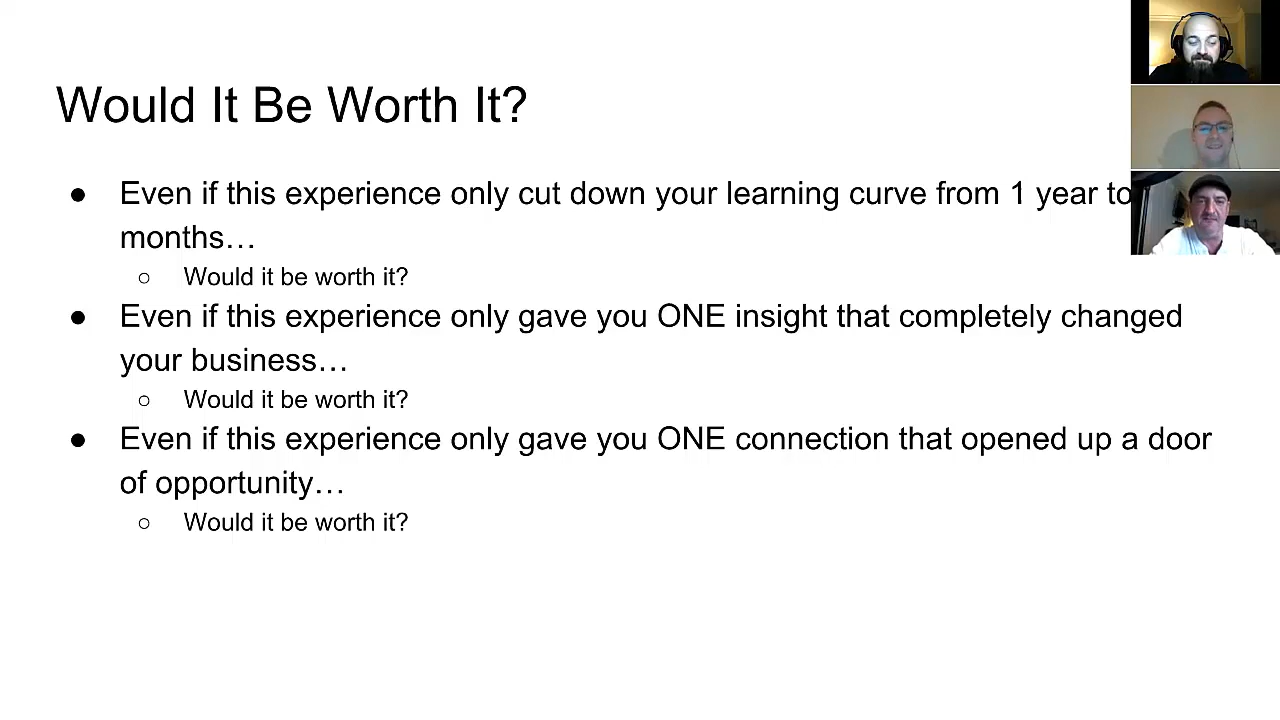 Would It Be Worth It?
● Even if this experience only cut down your learning curve from 1 year to
months…
○ Would it be worth it?
● Even if this experience only gave you ONE insight that completely changed
your business…
○ Would it be worth it?
● Even if this experience only gave you ONE connection that opened up a door
of opportunity…
○ Would it be worth it?